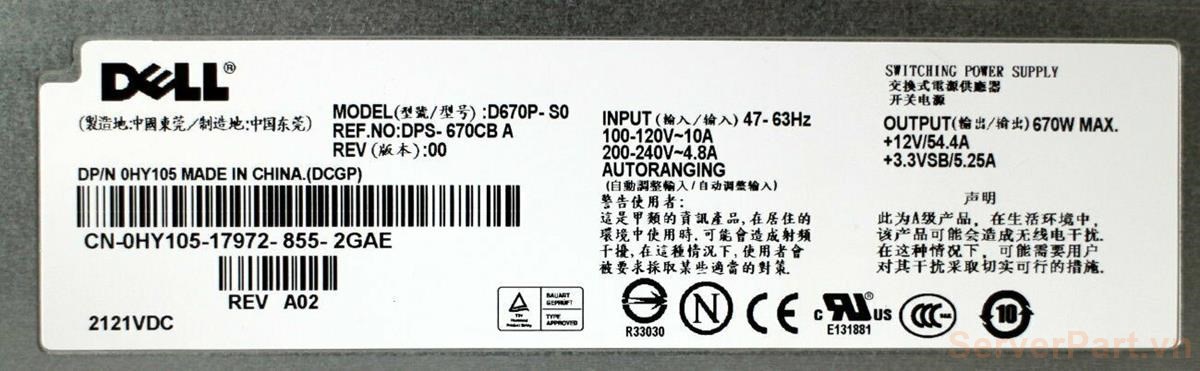 DELL®
(製造地:中國東莞/制造地:中国东莞)
MODEL(型號/型号):D670P-S0
REF.NO:DPS-670CB A
REV (版本):00
DP/N 0HY105 MADE IN CHINA.(DCGP)
CN-0HY105-17972-855-2GAE
REV A02
2121VDC
INPUT (輸入/输入) 47-63Hz
100-120V~10A
200-240V~4.8A
AUTORANGING
(自動調整輸入/自动调整输入)
警告使用者:
這是甲類的資訊產品,在居住的
環境中使用時,可能會造成射頻
干擾,在這種情況下,使用者會
被要求採取某些適當的對策.
SWITCHING POWER SUPPLY
交換式電源供應器
开关电源
OUTPUT(輸出/输出) 670W MAX.
+12V/54.4A
+3.3VSB/5.25A
声明
此为A级产品,在生活环境中,
该产品可能会造成无线电干扰.
在这种情况下,可能需要用户
对其干扰采取切实可行的措施.
BAUART
GEPRÜFT
TYPE
APPROVED
R33030
N
CE
c RU® US
E131881
CCC
10
ServerPart.vn